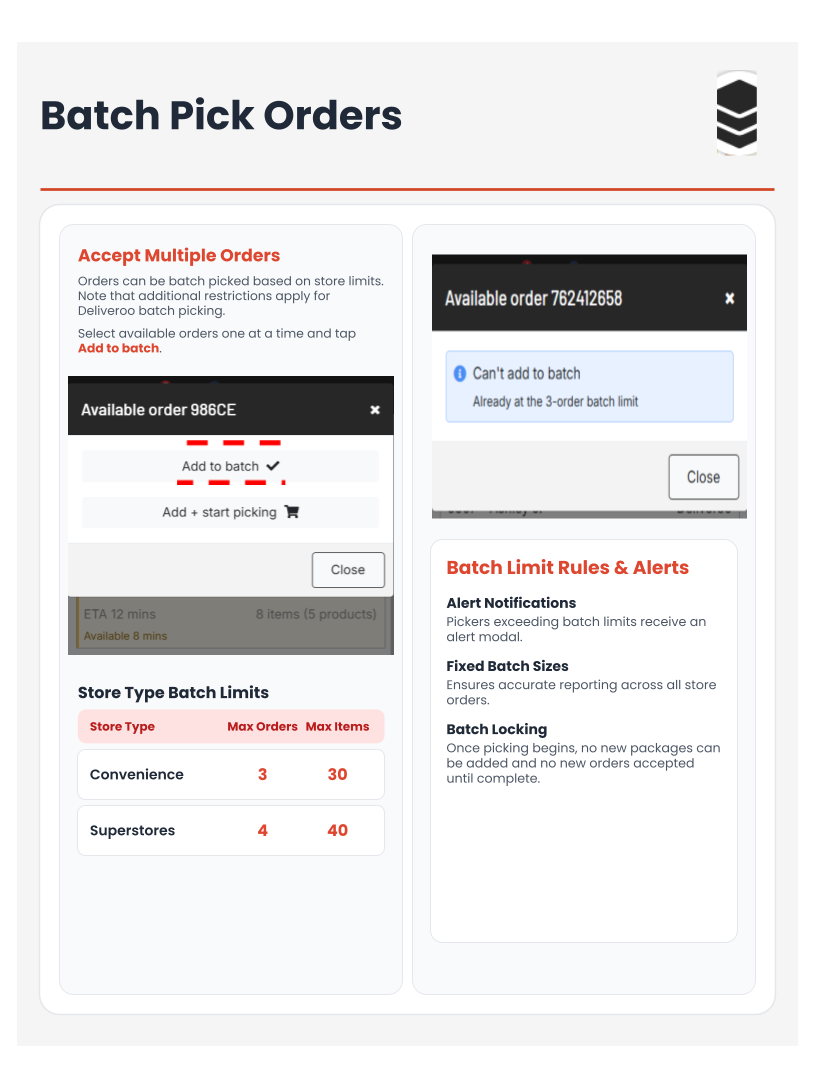 Batch Pick Orders
Accept Multiple Orders
Orders can be batch picked based on store limits.
Note that additional restrictions apply for
Deliveroo batch picking.
Select available orders one at a time and tap
Add to batch.
Available order 986CE
Add to batch
Add + start picking
Close
ETA 12 mins 8 items (5 products)
Available 8 mins
Store Type Batch Limits
Store Type Max Orders Max Items
Convenience 3 30
Superstores 4 40
Available order 762412658
Can't add to batch
Already at the 3-order batch limit
Close
Batch Limit Rules & Alerts
Alert Notifications
Pickers exceeding batch limits receive an
alert modal.
Fixed Batch Sizes
Ensures accurate reporting across all store
orders.
Batch Locking
Once picking begins, no new packages can
be added and no new orders accepted
until complete.